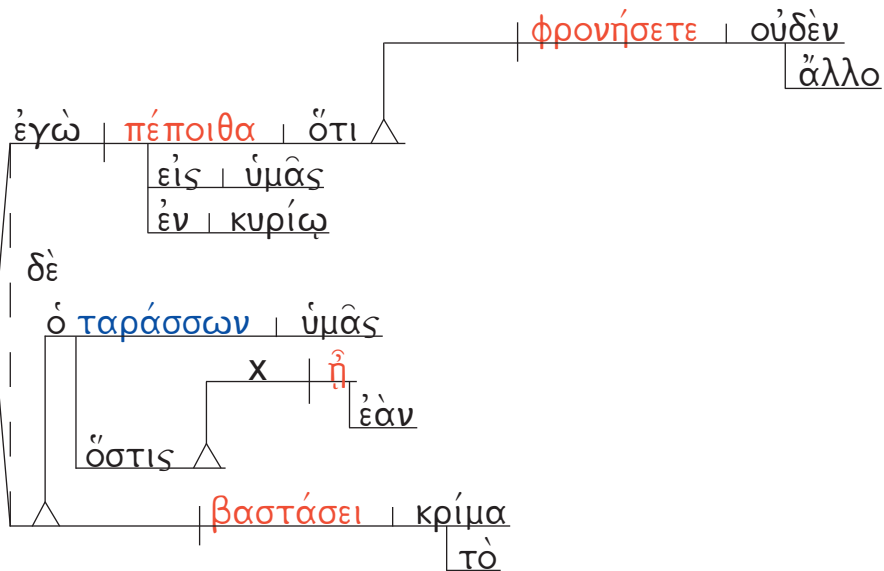 φρονήσετε οὐδὲν
ἄλλο
ἐγὼ πέποιθα ὅτι
εἰς ὑμᾶς
ἐν κυρίῳ
δὲ
ὁ ταράσσων ὑμᾶς
x ᾖ
ἐὰν
ὅστις
βαστάσει κρίμα
τὸ